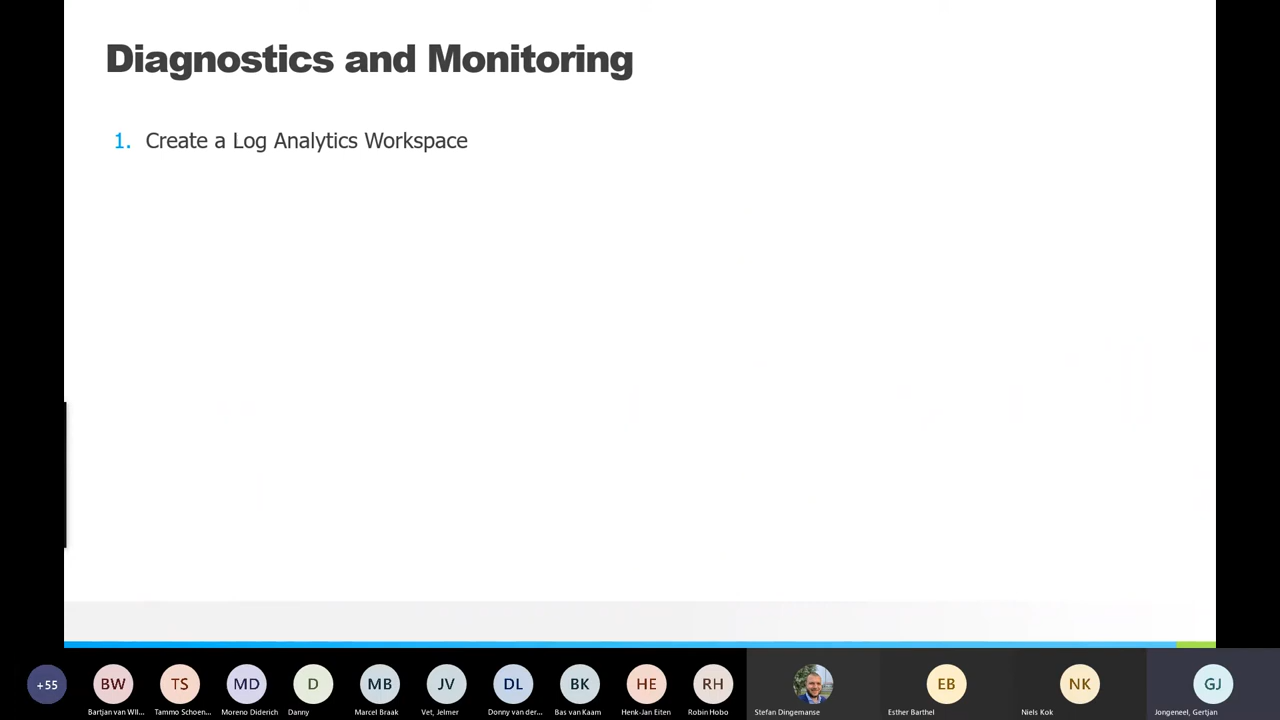 Diagnostics and Monitoring
1. Create a Log Analytics Workspace
+55
BW
TS
MD
D
MB
JV
DL
BK
HE
RH
EB
NK
GJ
Bartjan van WII...
Tammo Schoen...
Moreno Diderich
Danny
Marcel Braak
Vet, Jelmer
Donny van der...
Bas van Kaam
Henk-Jan Eiten
Robin Hobo
Stefan Dingemanse
Esther Barthel
Niels Kok
Jongeneel, Gertjan